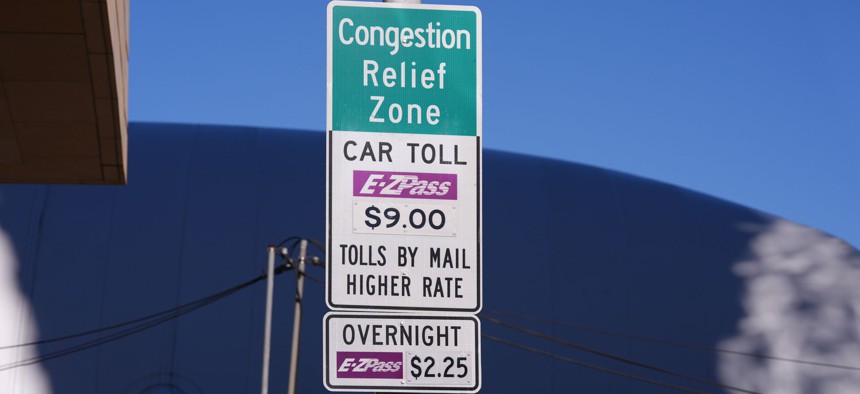 Congestion
Relief
Zone
CAR TOLL
E-ZPass
$9.00
TOLLS BY MAIL
HIGHER RATE
OVERNIGHT
E-ZPass $2.25